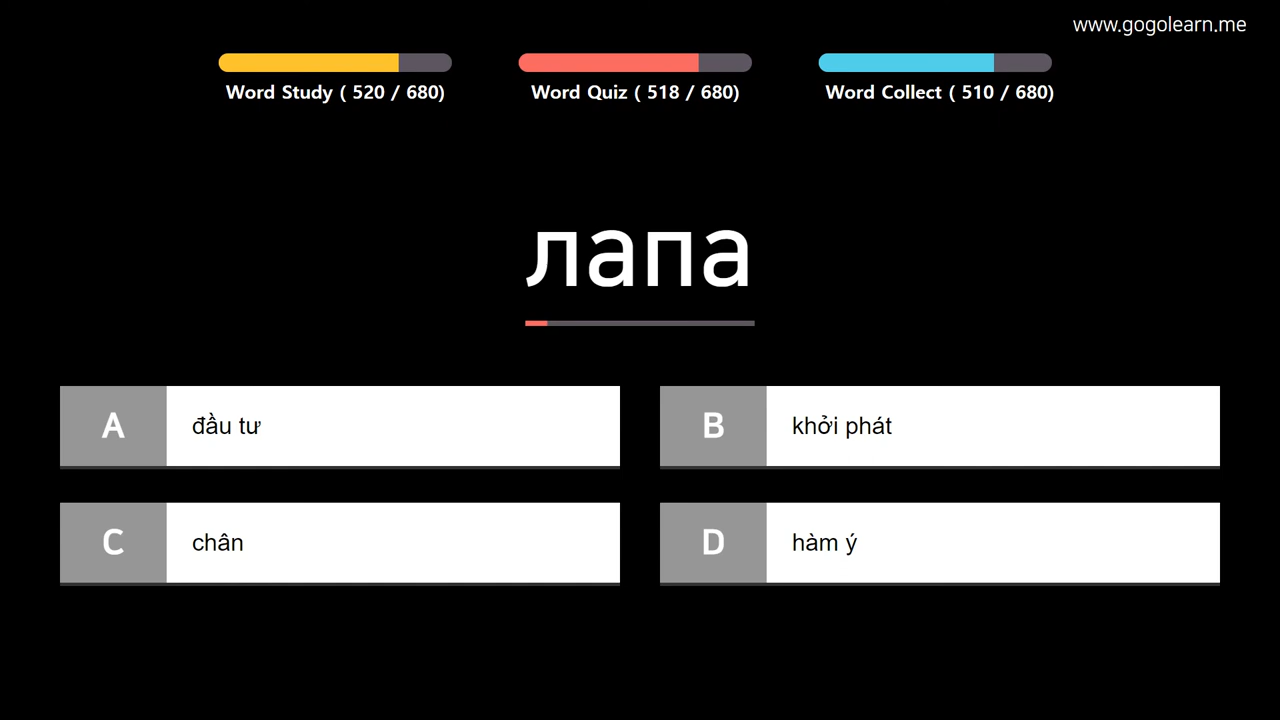 www.gogolearn.me
Word Study ( 520 / 680)
Word Quiz ( 518 / 680)
Word Collect ( 510 / 680)
лапа
A
đầu tư
B
khởi phát
C
chân
D
hàm ý